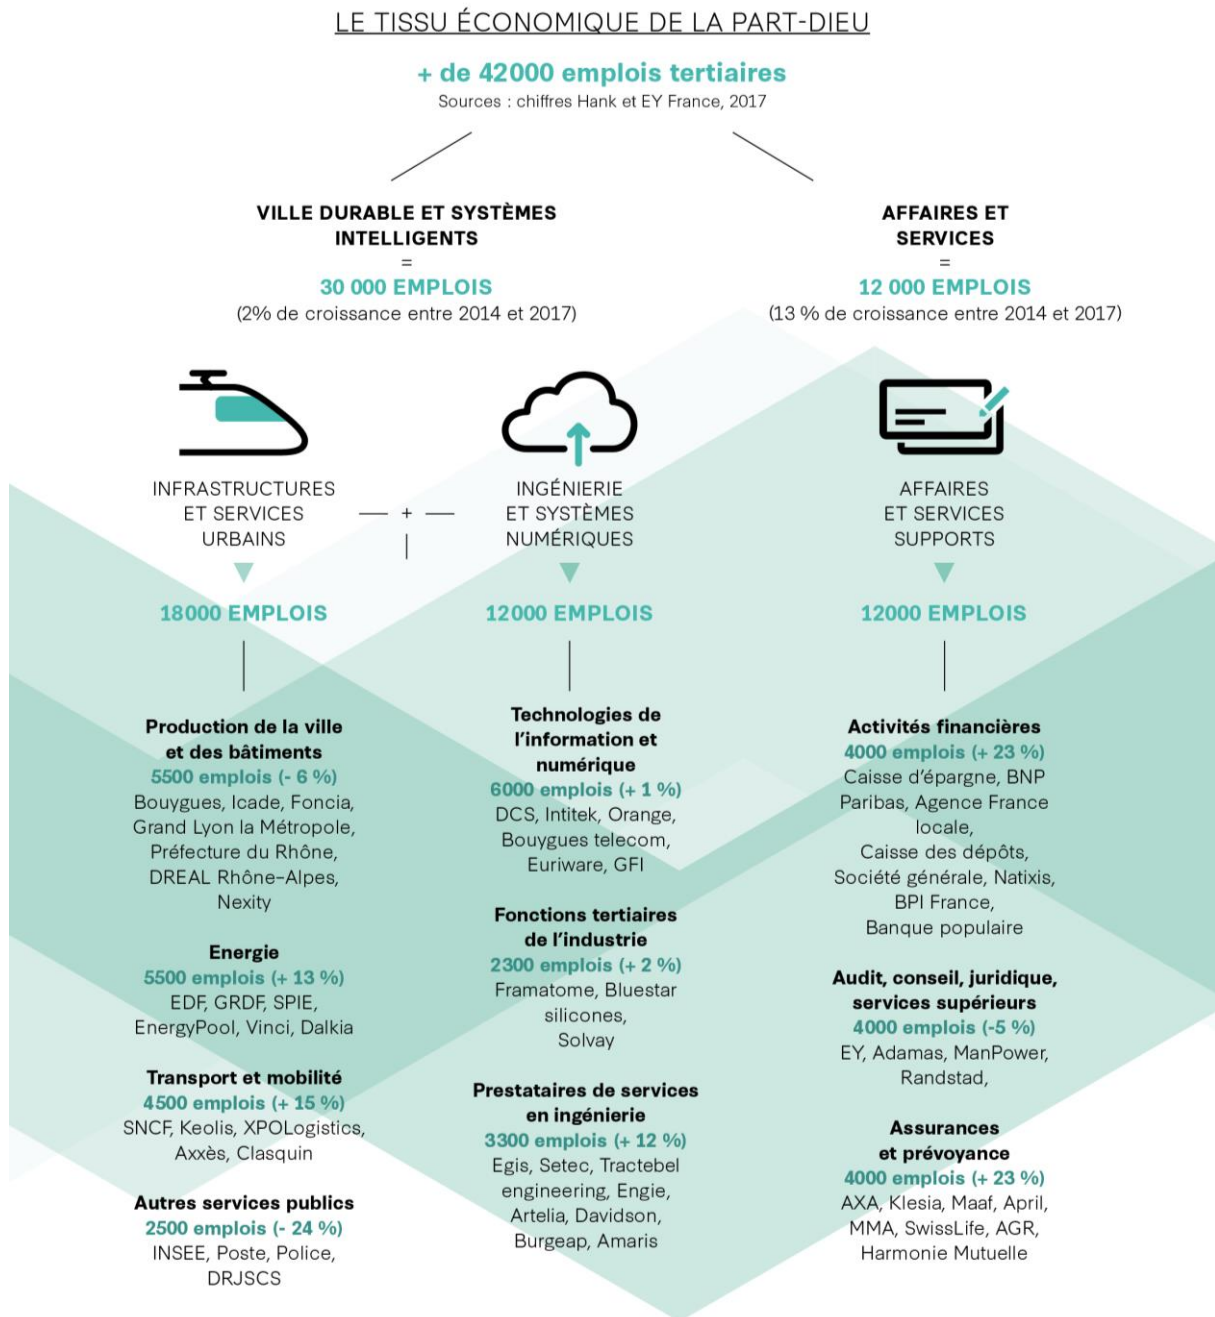 LE TISSU ÉCONOMIQUE DE LA PART-DIEU
+ de 42000 emplois tertiaires
Sources : chiffres Hank et EY France, 2017
VILLE DURABLE ET SYSTÈMES
INTELLIGENTS
=
30 000 EMPLOIS
(2% de croissance entre 2014 et 2017)
AFFAIRES ET
SERVICES
=
12 000 EMPLOIS
(13 % de croissance entre 2014 et 2017)
INFRASTRUCTURES
ET SERVICES
URBAINS
+
INGÉNIERIE
ET SYSTÈMES
NUMÉRIQUES
AFFAIRES
ET SERVICES
SUPPORTS
18000 EMPLOIS
12000 EMPLOIS
12000 EMPLOIS
Production de la ville
et des bâtiments
5500 emplois (- 6 %)
Bouygues, Icade, Foncia,
Grand Lyon la Métropole,
Préfecture du Rhône,
DREAL Rhône–Alpes,
Nexity
Energie
5500 emplois (+ 13 %)
EDF, GRDF, SPIE,
EnergyPool, Vinci, Dalkia
Transport et mobilité
4500 emplois (+ 15 %)
SNCF, Keolis, XPOLogistics,
Axxès, Clasquin
Autres services publics
2500 emplois (- 24 %)
INSEE, Poste, Police,
DRJSCS
Technologies de
l'information et
numérique
6000 emplois (+ 1 %)
DCS, Intitek, Orange,
Bouygues telecom,
Euriware, GFI
Fonctions tertiaires
de l'industrie
2300 emplois (+ 2 %)
Framatome, Bluestar
silicones,
Solvay
Prestataires de services
en ingénierie
3300 emplois (+ 12 %)
Egis, Setec, Tractebel
engineering, Engie,
Artelia, Davidson,
Burgeap, Amaris
Activités financières
4000 emplois (+ 23 %)
Caisse d'épargne, BNP
Paribas, Agence France
locale,
Caisse des dépôts,
Société générale, Natixis,
BPI France,
Banque populaire
Audit, conseil, juridique,
services supérieurs
4000 emplois (-5 %)
EY, Adamas, ManPower,
Randstad,
Assurances
et prévoyance
4000 emplois (+ 23 %)
AXA, Klesia, Maaf, April,
MMA, SwissLife, AGR,
Harmonie Mutuelle